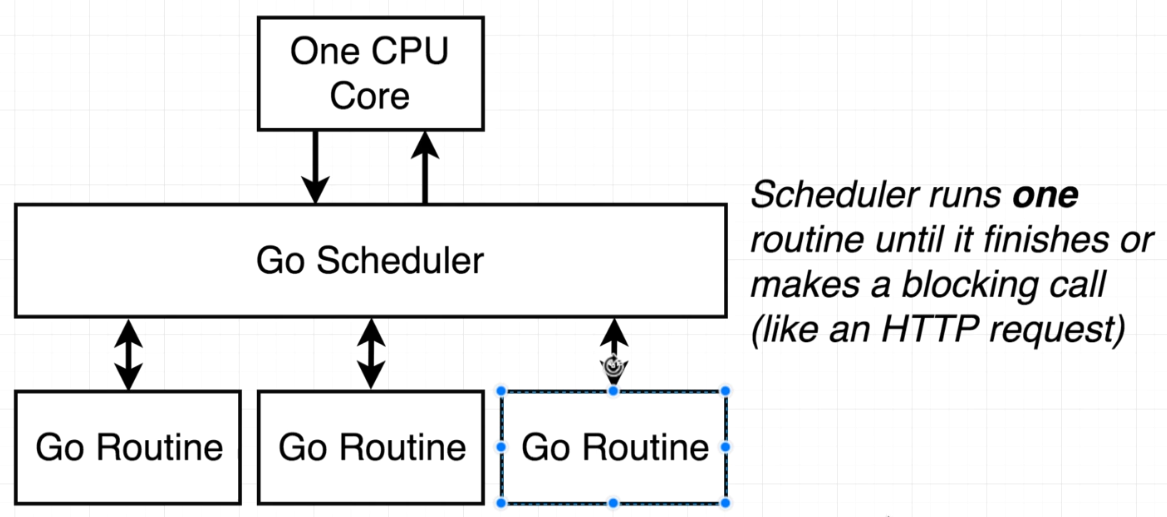 One CPU
Core
Go Scheduler
Scheduler runs one
routine until it finishes or
makes a blocking call
(like an HTTP request)
Go Routine
Go Routine
Go Routine